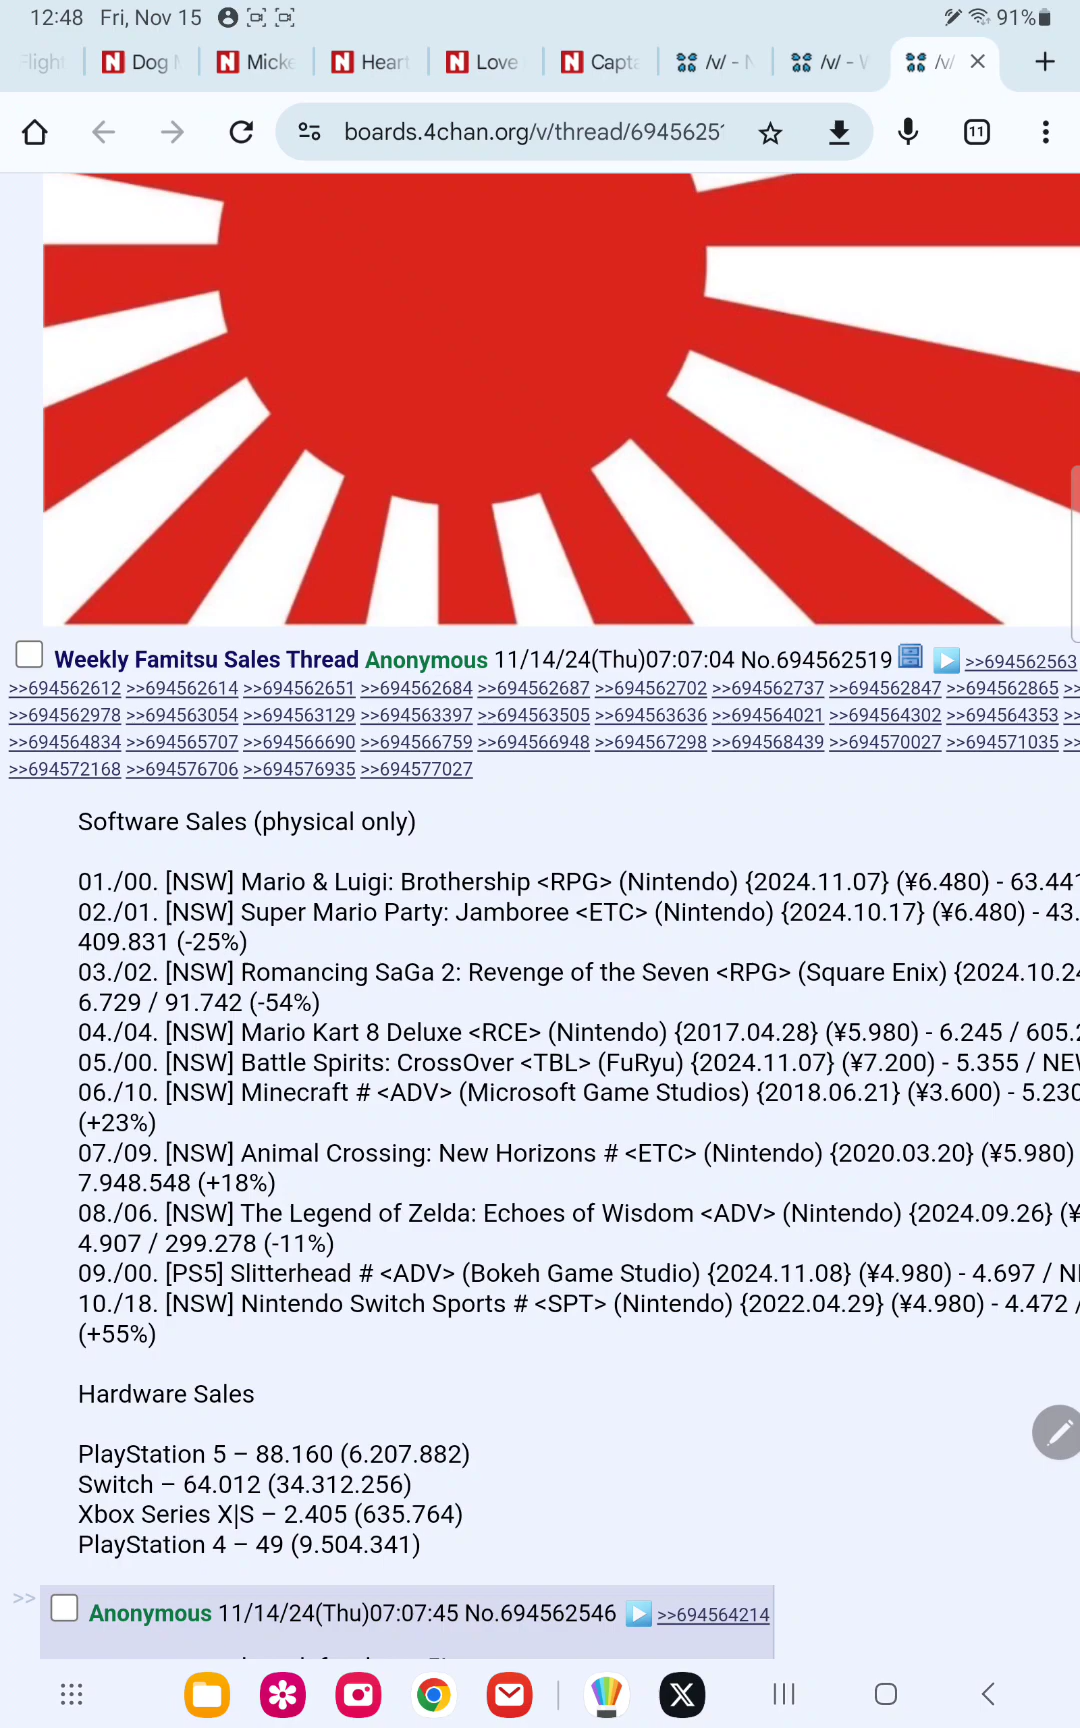 12:48 Fri, Nov 15 91%
Flight Dog Micke Heart Love Capta /v/ - N /v/ - W /v/
boards.4chan.org/v/thread/6945625 11
Weekly Famitsu Sales Thread Anonymous 11/14/24(Thu)07:07:04 No.694562519 >>694562563
>>694562612 >>694562614 >>694562651 >>694562684 >>694562687 >>694562702 >>694562737 >>694562847 >>694562865 >>
>>694562978 >>694563054 >>694563129 >>694563397 >>694563505 >>694563636 >>694564021 >>694564302 >>694564353 >>
>>694564834 >>694565707 >>694566690 >>694566759 >>694566948 >>694567298 >>694568439 >>694570027 >>694571035 >>
>>694572168 >>694576706 >>694576935 >>694577027
Software Sales (physical only)
01./00. [NSW] Mario & Luigi: Brothership <RPG> (Nintendo) {2024.11.07} (¥6.480) - 63.441
02./01. [NSW] Super Mario Party: Jamboree <ETC> (Nintendo) {2024.10.17} (¥6.480) - 43.
409.831 (-25%)
03./02. [NSW] Romancing SaGa 2: Revenge of the Seven <RPG> (Square Enix) {2024.10.24
6.729 / 91.742 (-54%)
04./04. [NSW] Mario Kart 8 Deluxe <RCE> (Nintendo) {2017.04.28} (¥5.980) - 6.245 / 605.2
05./00. [NSW] Battle Spirits: CrossOver <TBL> (FuRyu) {2024.11.07} (¥7.200) - 5.355 / NEW
06./10. [NSW] Minecraft # <ADV> (Microsoft Game Studios) {2018.06.21} (¥3.600) - 5.230
(+23%)
07./09. [NSW] Animal Crossing: New Horizons # <ETC> (Nintendo) {2020.03.20} (¥5.980)
7.948.548 (+18%)
08./06. [NSW] The Legend of Zelda: Echoes of Wisdom <ADV> (Nintendo) {2024.09.26} (¥
4.907 / 299.278 (-11%)
09./00. [PS5] Slitterhead # <ADV> (Bokeh Game Studio) {2024.11.08} (¥4.980) - 4.697 / N
10./18. [NSW] Nintendo Switch Sports # <SPT> (Nintendo) {2022.04.29} (¥4.980) - 4.472 /
(+55%)
Hardware Sales
PlayStation 5 – 88.160 (6.207.882)
Switch – 64.012 (34.312.256)
Xbox Series X|S – 2.405 (635.764)
PlayStation 4 – 49 (9.504.341)
>> Anonymous 11/14/24(Thu)07:07:45 No.694562546 >>694564214